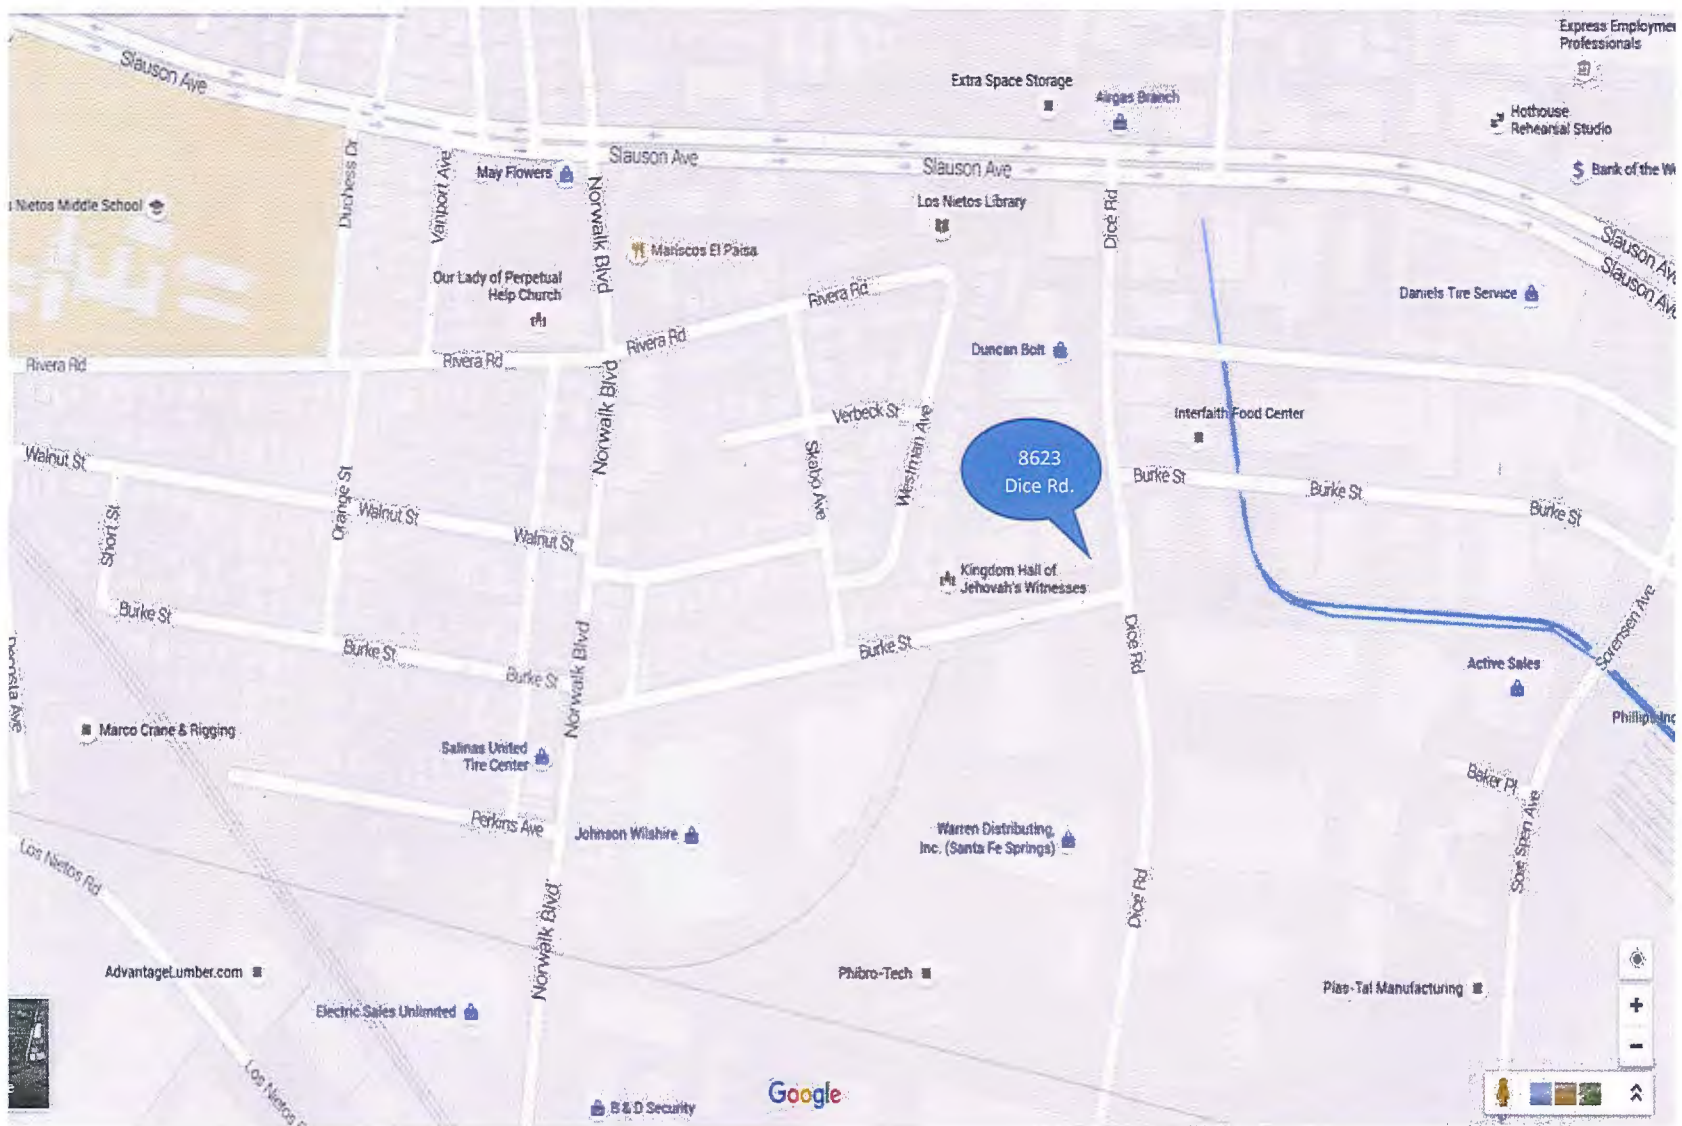 Express Employmen
Professionals
Slauson Ave
Extra Space Storage
Airgas Branch
Hothouse
Rehearsal Studio
Slauson Ave
Slauson Ave
May Flowers
Bank of the We
s Nietos Middle School
Duchess Dr
Vanport Ave
Norwalk Blvd
Los Nietos Library
Dice Rd
Slauson Ave
Slauson Ave
Mariscos El Paisa
Our Lady of Perpetual
Help Church
Rivera Rd
Daniels Tire Service
Rivera Rd
Rivera Rd
Rivera Rd
Duncan Bolt
Norwalk Blvd
Verbeck St
Interfaith Food Center
Walnut St
Skabo Ave
Westman Ave
8623
Dice Rd.
Burke St
Burke St
Burke St
Short St
Orange St
Walnut St
Walnut St
Kingdom Hall of
Jehovah's Witnesses
Burke St
Burke St
Burke St
Norwalk Blvd
Burke St
Dice Rd
Sorensen Ave
Active Sales
Marco Crane & Rigging
Salinas United
Tire Center
Phillips Inc
Baker Pl
Perkins Ave
Johnson Wilshire
Warren Distributing,
Inc. (Santa Fe Springs)
Los Nietos Rd
Norwalk Blvd
Dice Rd
AdvantageLumber.com
Phibro-Tech
Plas-Tal Manufacturing
Electric Sales Unlimited
Los Nietos R
Google
B & D Security